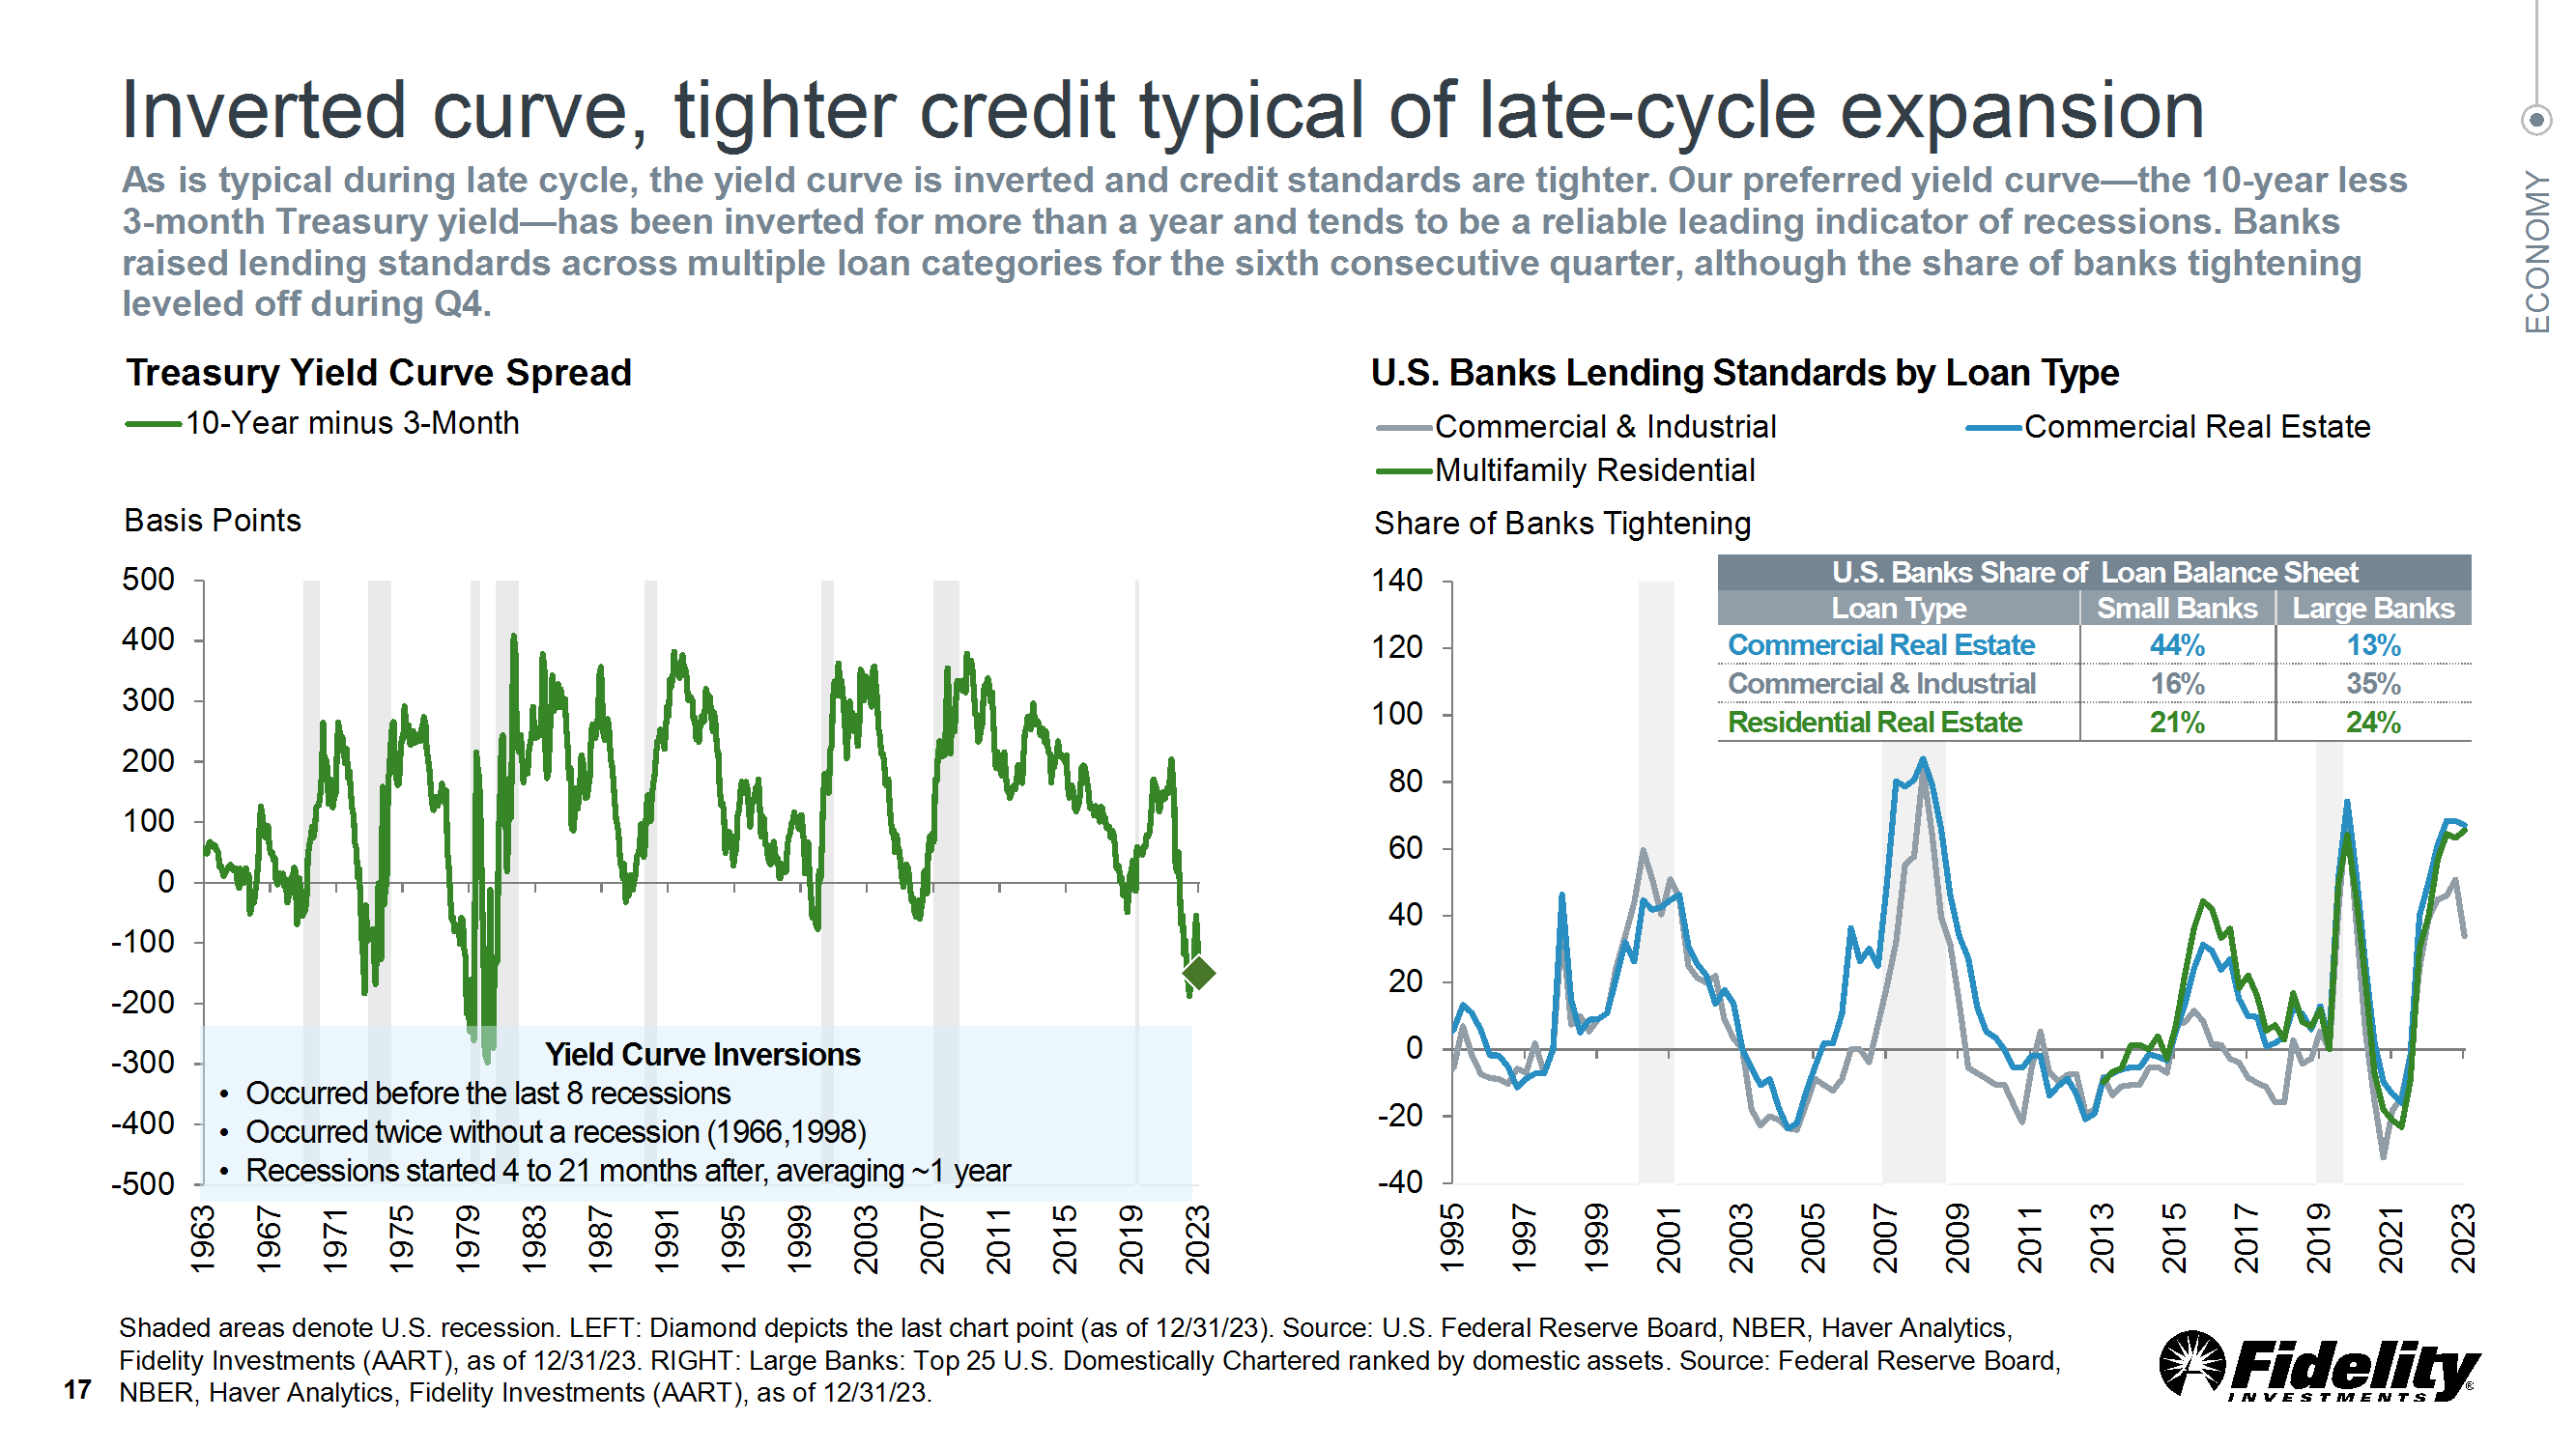 Inverted curve, tighter credit typical of late-cycle expansion
As is typical during late cycle, the yield curve is inverted and credit standards are tighter. Our preferred yield curve—the 10-year less
3-month Treasury yield—has been inverted for more than a year and tends to be a reliable leading indicator of recessions. Banks
raised lending standards across multiple loan categories for the sixth consecutive quarter, although the share of banks tightening
leveled off during Q4.
ECONOMY
Treasury Yield Curve Spread
10-Year minus 3-Month
Basis Points
500
400
300
200
100
0
-100
-200
-300
-400
-500
Yield Curve Inversions
• Occurred before the last 8 recessions
• Occurred twice without a recession (1966,1998)
• Recessions started 4 to 21 months after, averaging ~1 year
1963 1967 1971 1975 1979 1983 1987 1991 1995 1999 2003 2007 2011 2015 2019 2023
U.S. Banks Lending Standards by Loan Type
Commercial & Industrial Commercial Real Estate
Multifamily Residential
Share of Banks Tightening
140
120
100
80
60
40
20
0
-20
-40
U.S. Banks Share of Loan Balance Sheet
Loan Type Small Banks Large Banks
Commercial Real Estate 44% 13%
Commercial & Industrial 16% 35%
Residential Real Estate 21% 24%
1995 1997 1999 2001 2003 2005 2007 2009 2011 2013 2015 2017 2019 2021 2023
Shaded areas denote U.S. recession. LEFT: Diamond depicts the last chart point (as of 12/31/23). Source: U.S. Federal Reserve Board, NBER, Haver Analytics,
Fidelity Investments (AART), as of 12/31/23. RIGHT: Large Banks: Top 25 U.S. Domestically Chartered ranked by domestic assets. Source: Federal Reserve Board,
NBER, Haver Analytics, Fidelity Investments (AART), as of 12/31/23.
17
Fidelity
INVESTMENTS®